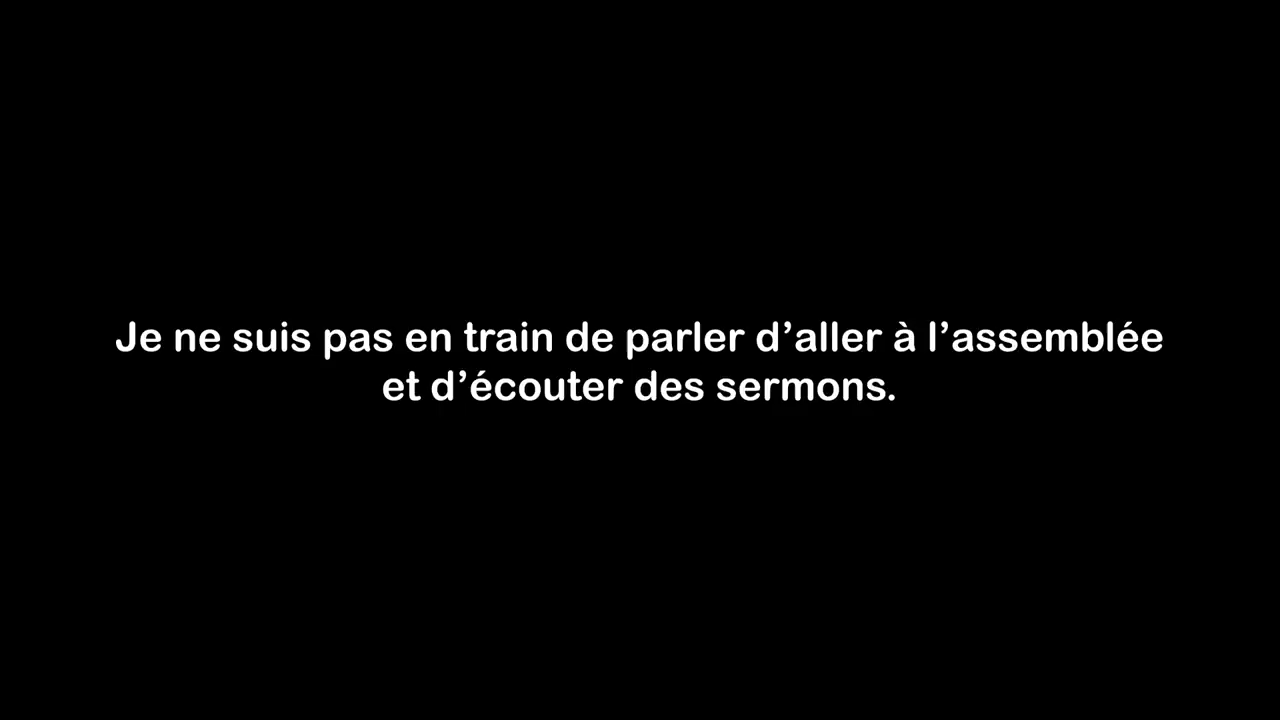 Je ne suis pas en train de parler d’aller à l’assemblée
et d’écouter des sermons.